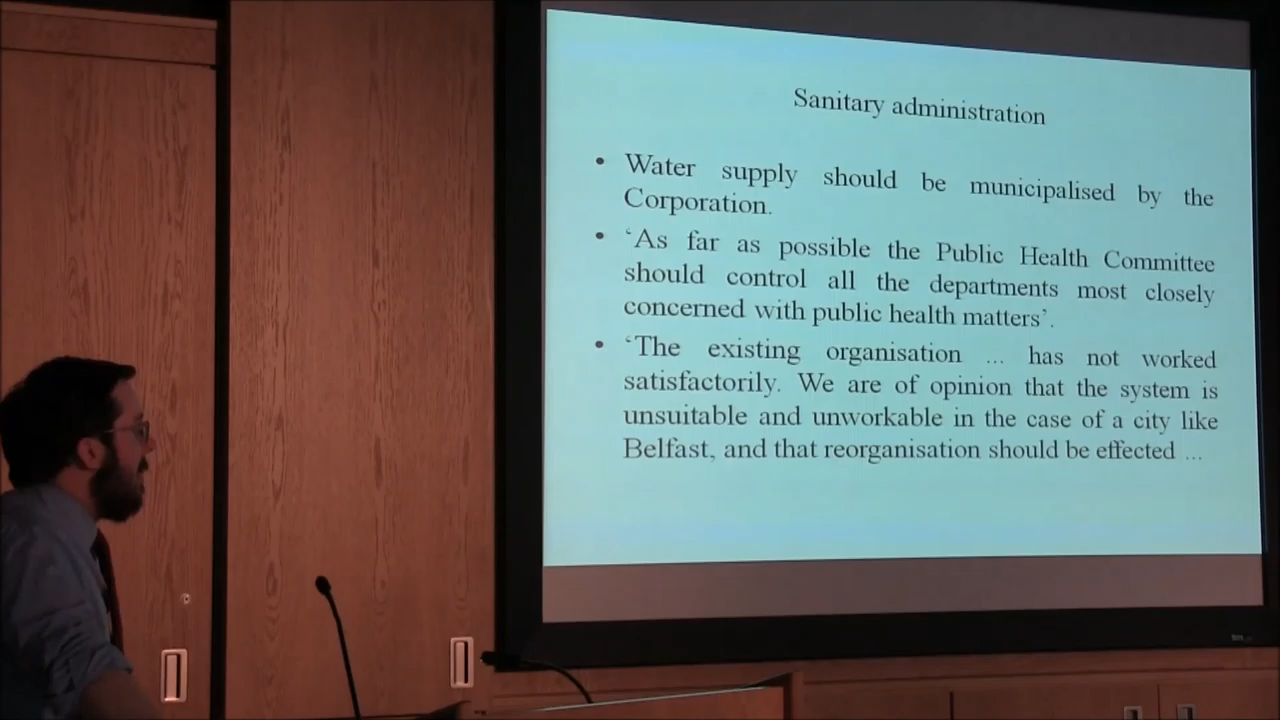 Sanitary administration
• Water supply should be municipalised by the
Corporation.
• ‘As far as possible the Public Health Committee
should control all the departments most closely
concerned with public health matters’.
• ‘The existing organisation ... has not worked
satisfactorily. We are of opinion that the system is
unsuitable and unworkable in the case of a city like
Belfast, and that reorganisation should be effected ...